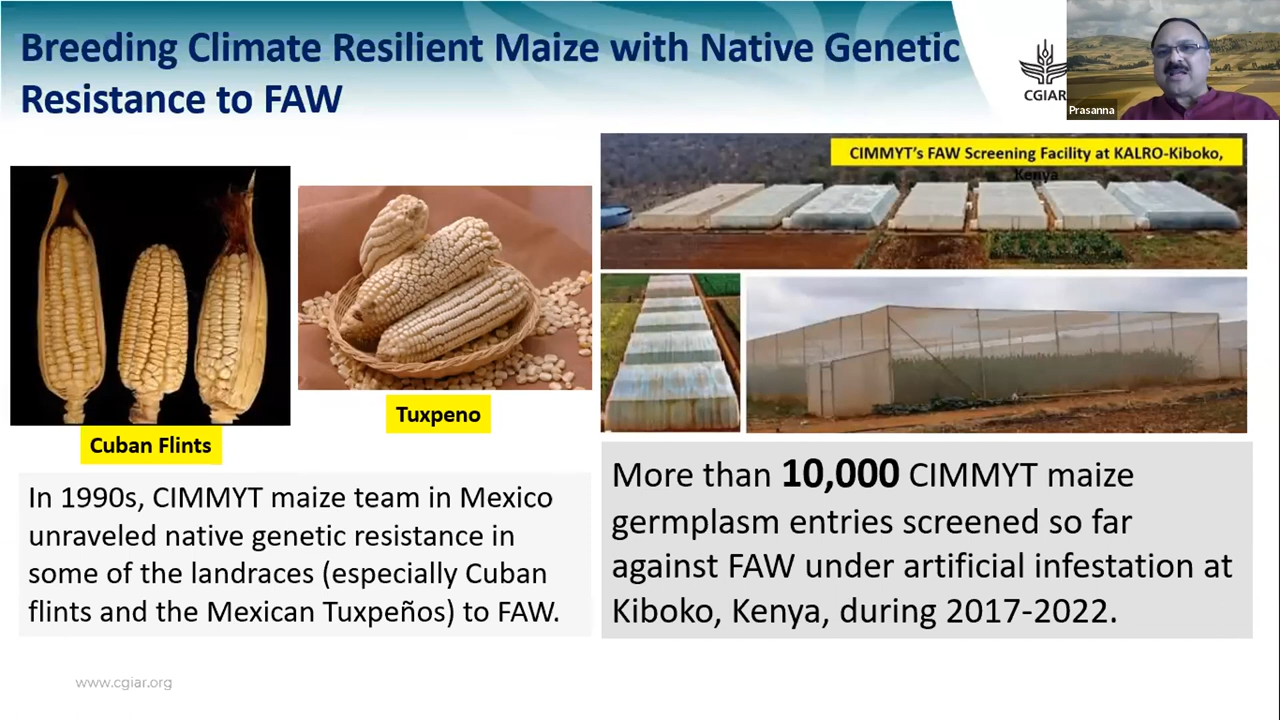 Breeding Climate Resilient Maize with Native Genetic
Resistance to FAW
CGIAR
Prasanna
CIMMYT's FAW Screening Facility at KALRO-Kiboko,
Kenya
Cuban Flints
Tuxpeno
In 1990s, CIMMYT maize team in Mexico
unraveled native genetic resistance in
some of the landraces (especially Cuban
flints and the Mexican Tuxpeños) to FAW.
More than 10,000 CIMMYT maize
germplasm entries screened so far
against FAW under artificial infestation at
Kiboko, Kenya, during 2017-2022.
www.cgiar.org